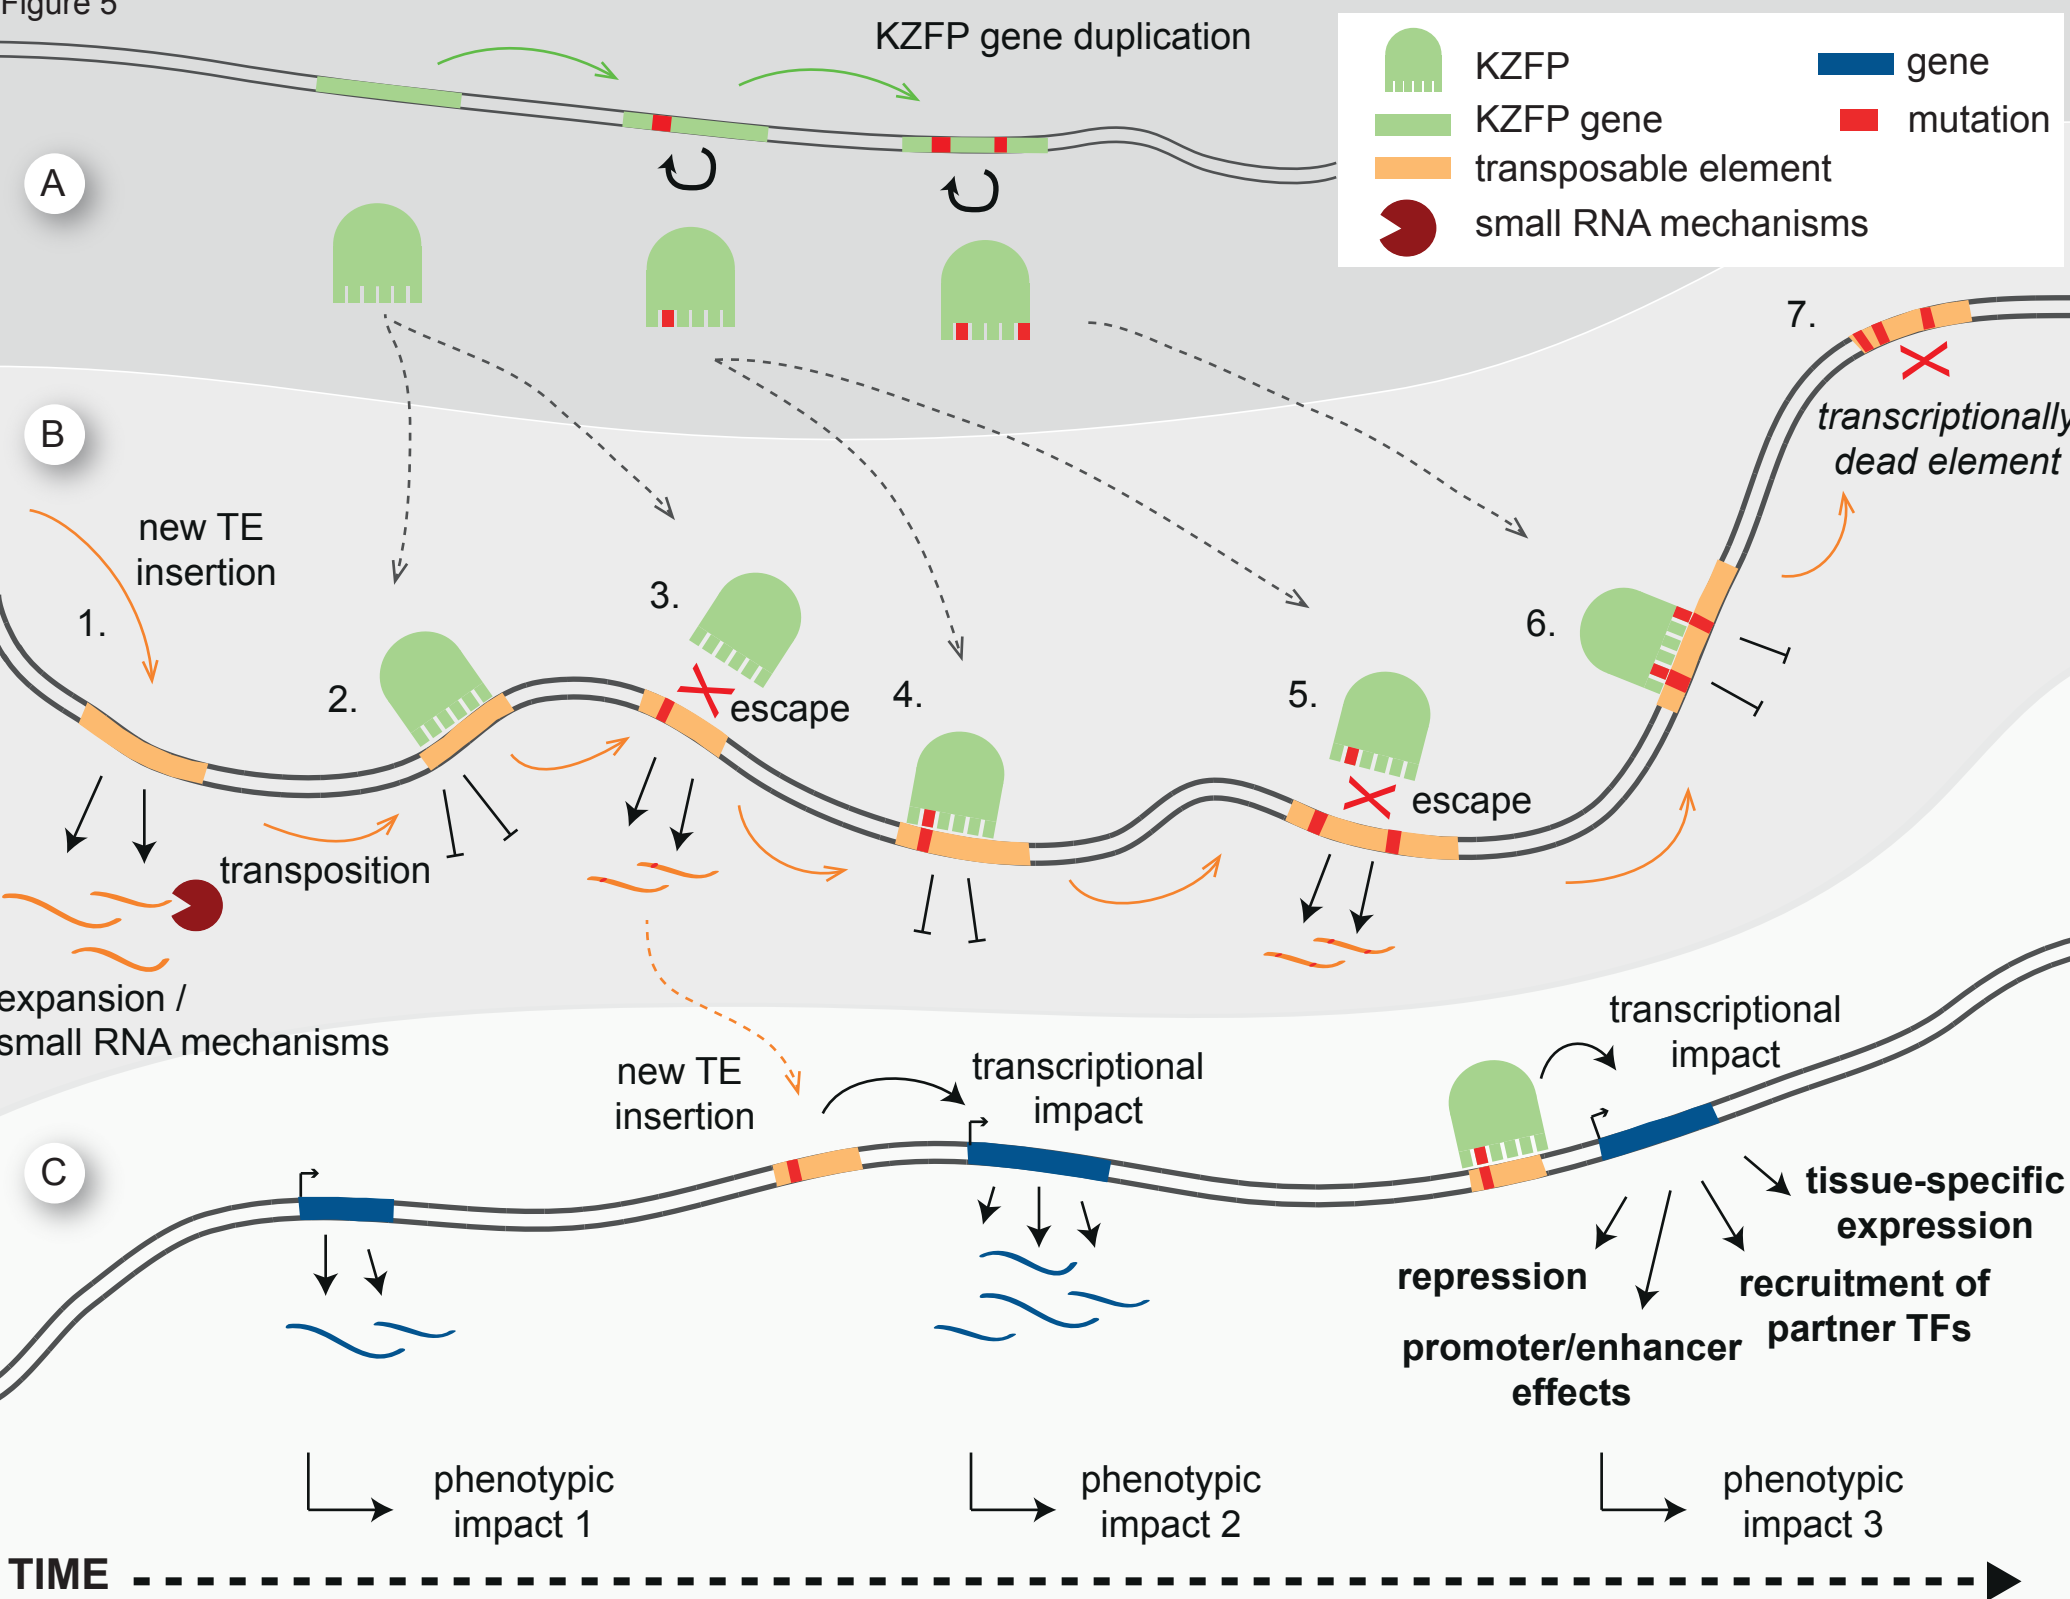 Figure 5
KZFP gene duplication
KZFP
KZFP gene
transposable element
small RNA mechanisms
gene
mutation
A
B
new TE
insertion
1.
2.
3.
escape
4.
5.
escape
6.
7.
transcriptionally
dead element
transposition
expansion /
small RNA mechanisms
C
new TE
insertion
transcriptional
impact
transcriptional
impact
tissue-specific
expression
repression
recruitment of
partner TFs
promoter/enhancer
effects
phenotypic
impact 1
phenotypic
impact 2
phenotypic
impact 3
TIME